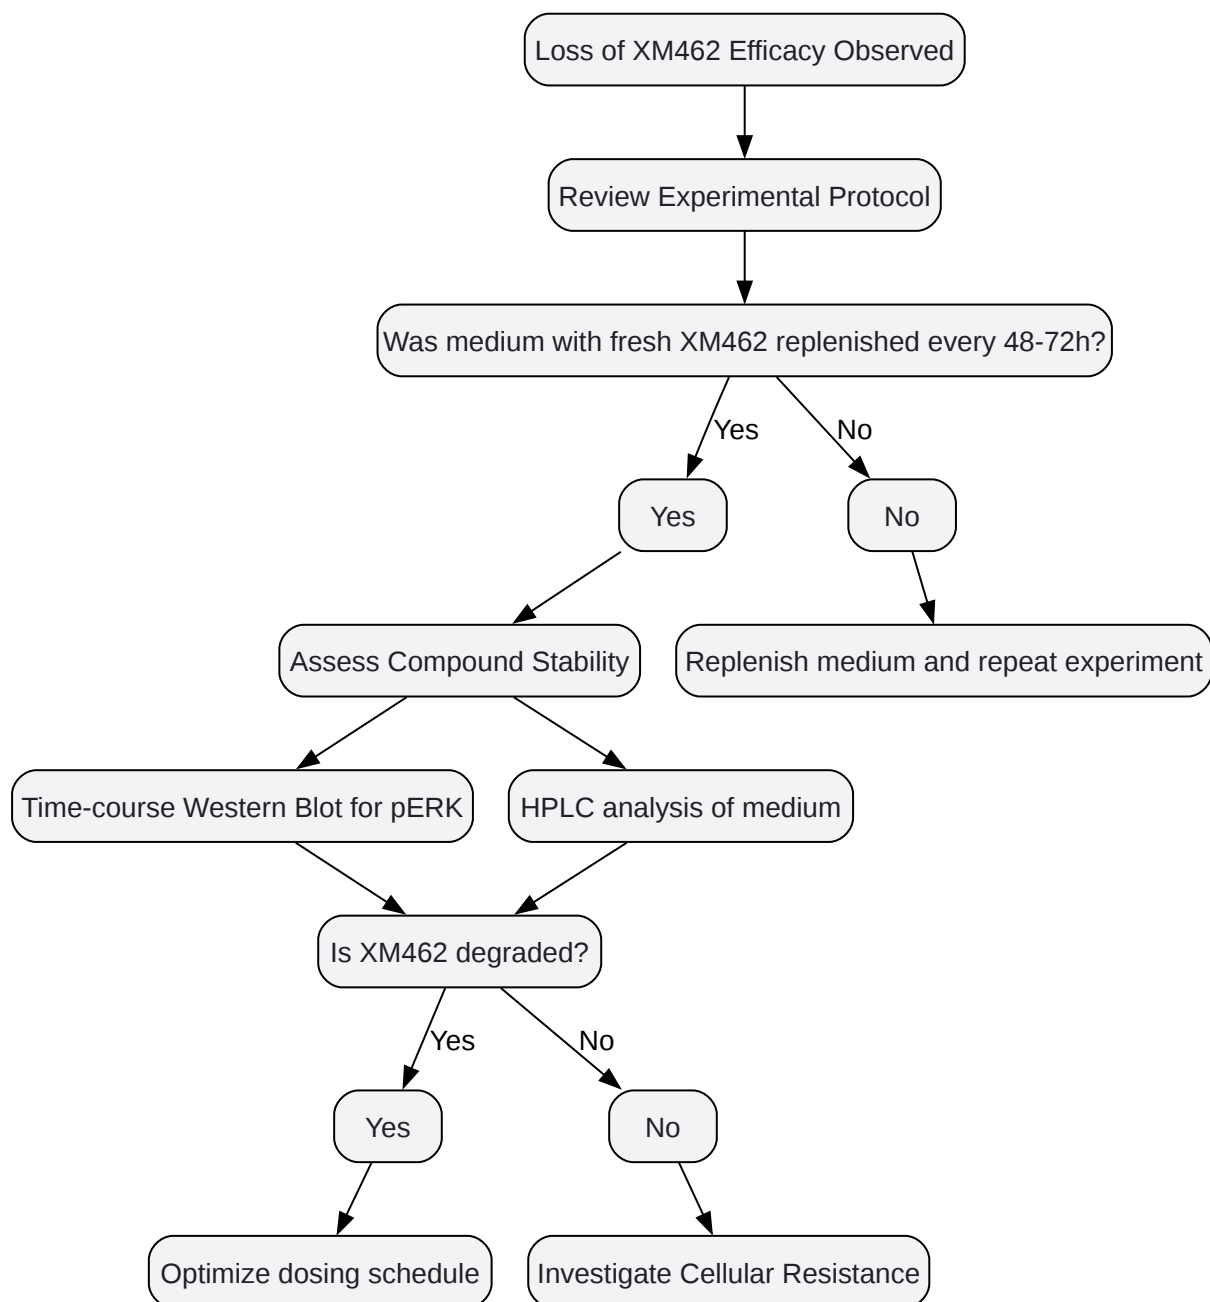 Loss of XM462 Efficacy Observed
Review Experimental Protocol
Was medium with fresh XM462 replenished every 48-72h?
Yes
No
Yes
No
Assess Compound Stability
Replenish medium and repeat experiment
Time-course Western Blot for pERK
HPLC analysis of medium
Is XM462 degraded?
Yes
No
Yes
No
Optimize dosing schedule
Investigate Cellular Resistance